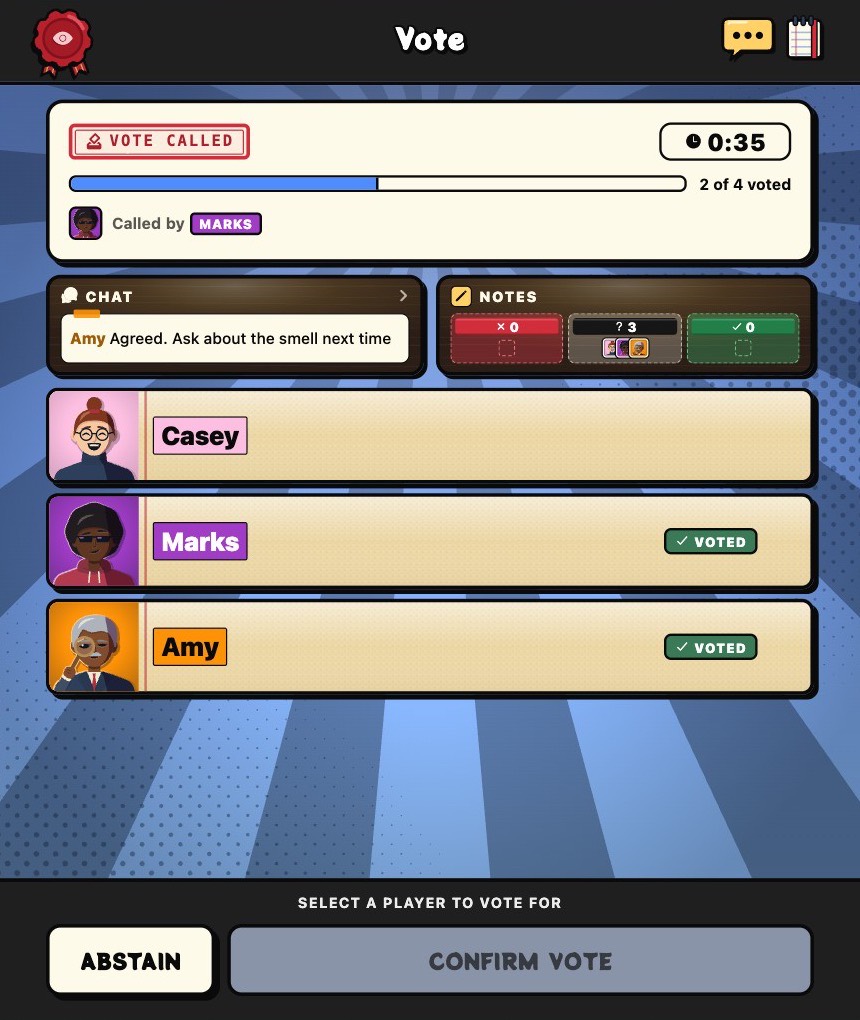 Vote
VOTE CALLED
0:35
2 of 4 voted
Called by MARKS
CHAT
Amy Agreed. Ask about the smell next time
NOTES
× 0
? 3
✓ 0
Casey
Marks
✓ VOTED
Amy
✓ VOTED
SELECT A PLAYER TO VOTE FOR
ABSTAIN
CONFIRM VOTE